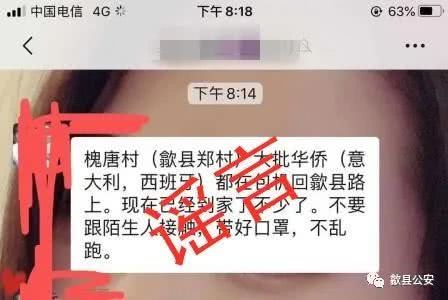 中国电信 4G 下午8:18 63%
下午8:14
槐唐村（歙县郑村）大批华侨（意
大利，西班牙）都在包机回歙县路
上。现在已经到家了不少了。不要
跟陌生人接触，带好口罩，不乱
跑。
谣言
歙县公安